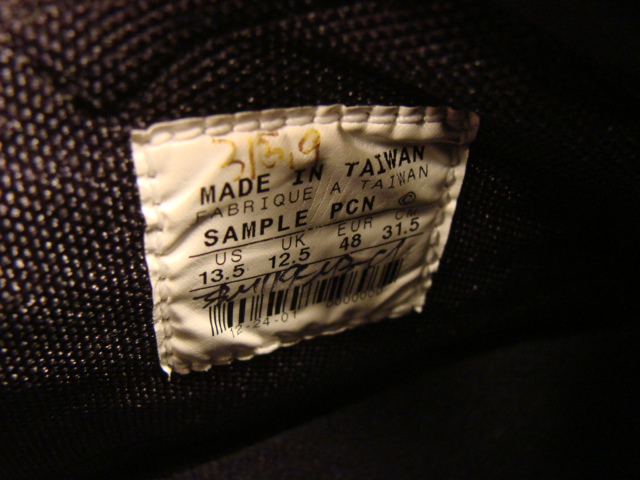 MADE IN TAIWAN
FABRIQUE A TAIWAN
SAMPLE PCN ©
US UK EUR CM
13.5 12.5 48 31.5
12-24-01 0000000